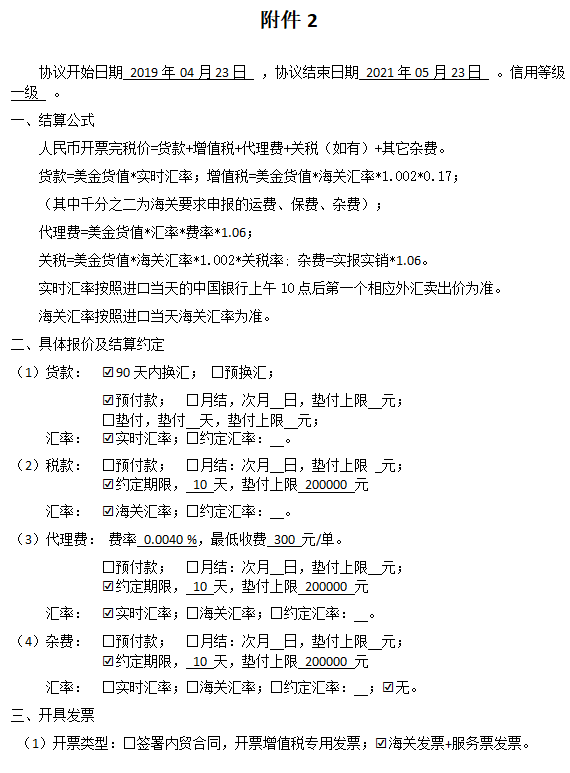 附件 2
协议开始日期 2019 年 04 月 23 日 ，协议结束日期 2021 年 05 月 23 日 。信用等级
一级 。
一、结算公式
人民币开票完税价=货款+增值税+代理费+关税（如有）+其它杂费。
货款=美金货值*实时汇率；增值税=美金货值*海关汇率*1.002*0.17；
（其中千分之二为海关要求申报的运费、保费、杂费）；
代理费=美金货值*汇率*费率*1.06；
关税=美金货值*海关汇率*1.002*关税率；杂费=实报实销*1.06。
实时汇率按照进口当天的中国银行上午 10 点后第一个相应外汇卖出价为准。
海关汇率按照进口当天海关汇率为准。
二、具体报价及结算约定
（1）货款： ☑90 天内换汇； ☐预换汇；
☑预付款； ☐月结，次月__日，垫付上限__元；
☐垫付，垫付__天，垫付上限__元；
汇率： ☑实时汇率；☐约定汇率：__。
（2）税款： ☐预付款； ☐月结：次月__日，垫付上限 _元；
☑约定期限， 10 天，垫付上限 200000 元
汇率： ☑海关汇率；☐约定汇率：__。
（3）代理费： 费率 0.0040 %，最低收费 300 元/单。
☐预付款； ☐月结：次月__日，垫付上限__元；
☑约定期限， 10 天，垫付上限 200000 元
汇率： ☑实时汇率；☐海关汇率；☐约定汇率：__。
（4）杂费： ☐预付款； ☐月结：次月__日，垫付上限__元；
☑约定期限， 10 天，垫付上限 200000 元
汇率： ☐实时汇率；☐海关汇率；☐约定汇率：__；☑无。
三、开具发票
（1）开票类型：☐签署内贸合同，开票增值税专用发票；☑海关发票+服务票发票。